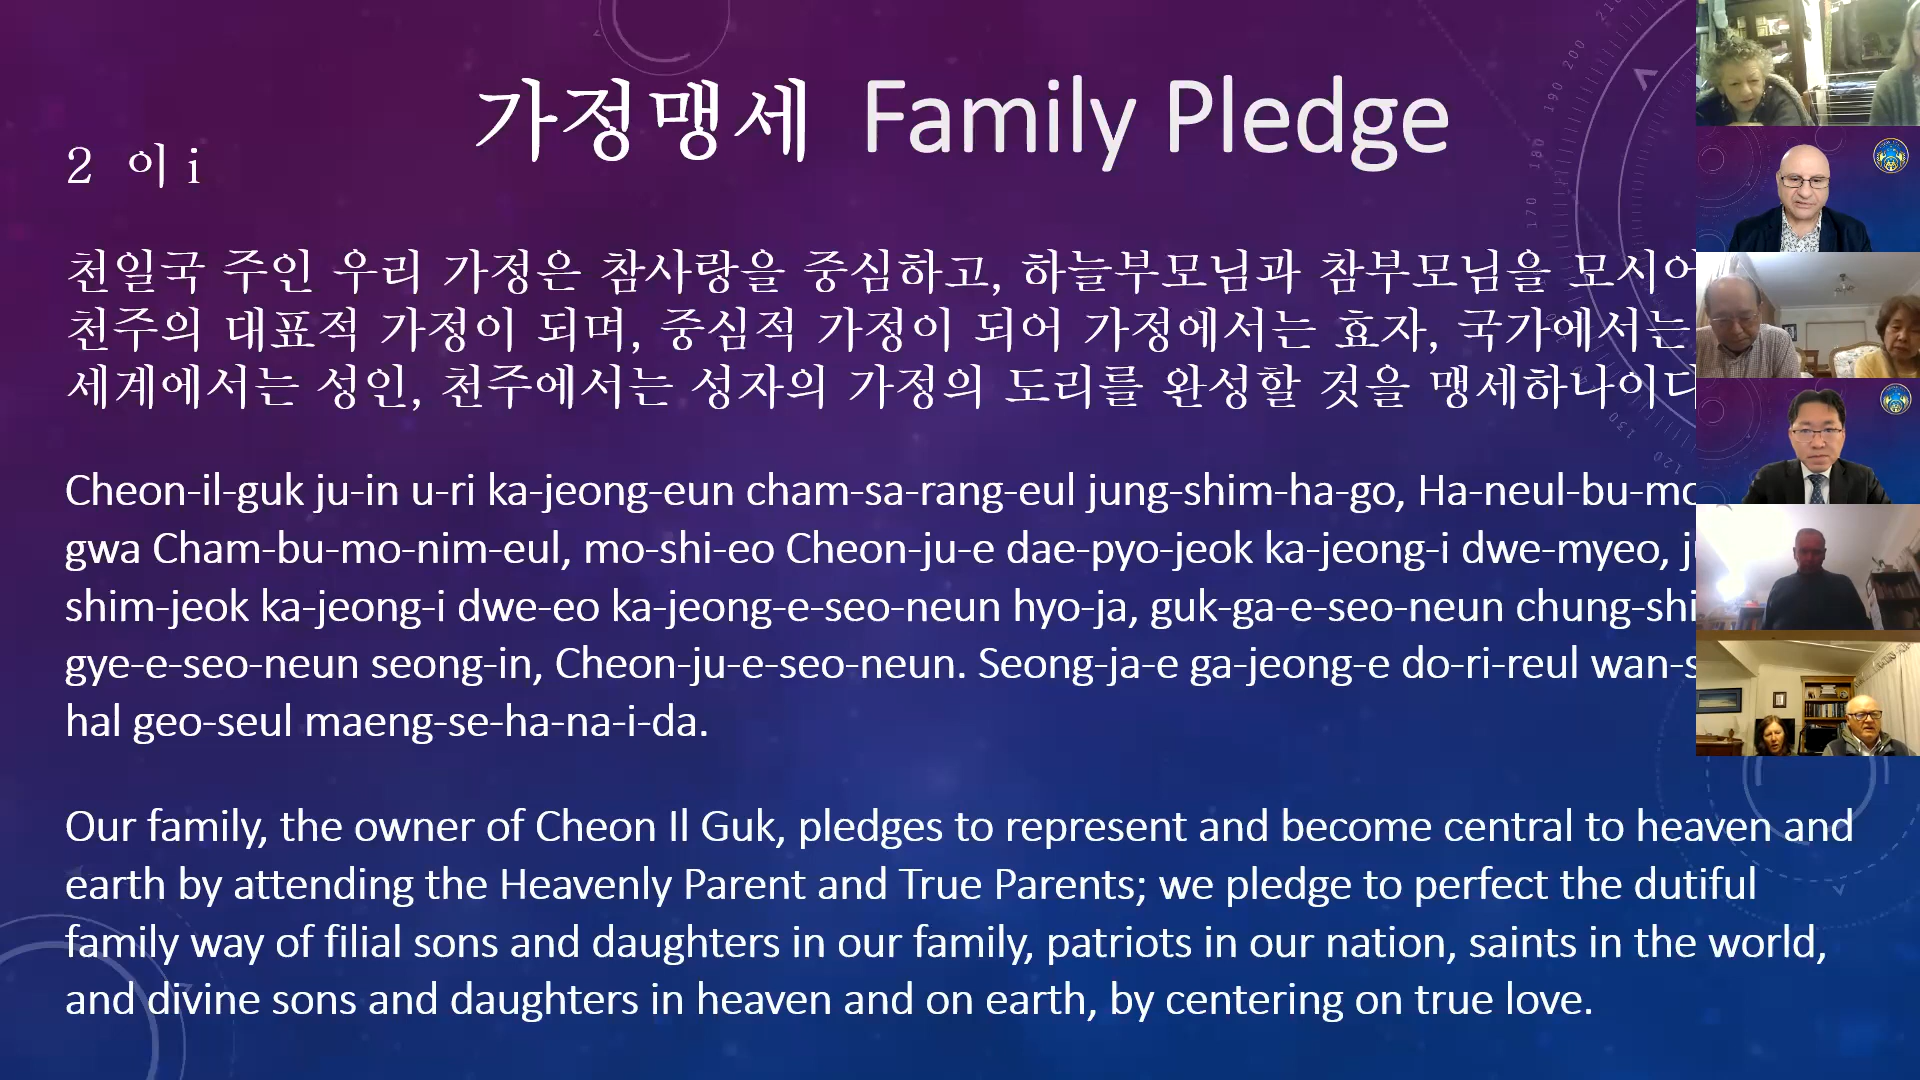 가정맹세 Family Pledge
2 이 i
천일국 주인 우리 가정은 참사랑을 중심하고, 하늘부모님과 참부모님을 모시어
천주의 대표적 가정이 되며, 중심적 가정이 되어 가정에서는 효자, 국가에서는
세계에서는 성인, 천주에서는 성자의 가정의 도리를 완성할 것을 맹세하나이다
Cheon-il-guk ju-in u-ri ka-jeong-eun cham-sa-rang-eul jung-shim-ha-go, Ha-neul-bu-mo
gwa Cham-bu-mo-nim-eul, mo-shi-eo Cheon-ju-e dae-pyo-jeok ka-jeong-i dwe-myeo,
shim-jeok ka-jeong-i dwe-eo ka-jeong-e-seo-neun hyo-ja, guk-ga-e-seo-neun chung-shi
gye-e-seo-neun seong-in, Cheon-ju-e-seo-neun. Seong-ja-e ga-jeong-e do-ri-reul wan-s
hal geo-seul maeng-se-ha-na-i-da.
Our family, the owner of Cheon Il Guk, pledges to represent and become central to heaven and
earth by attending the Heavenly Parent and True Parents; we pledge to perfect the dutiful
family way of filial sons and daughters in our family, patriots in our nation, saints in the world,
and divine sons and daughters in heaven and on earth, by centering on true love.
210
200
190
180
170
130
120